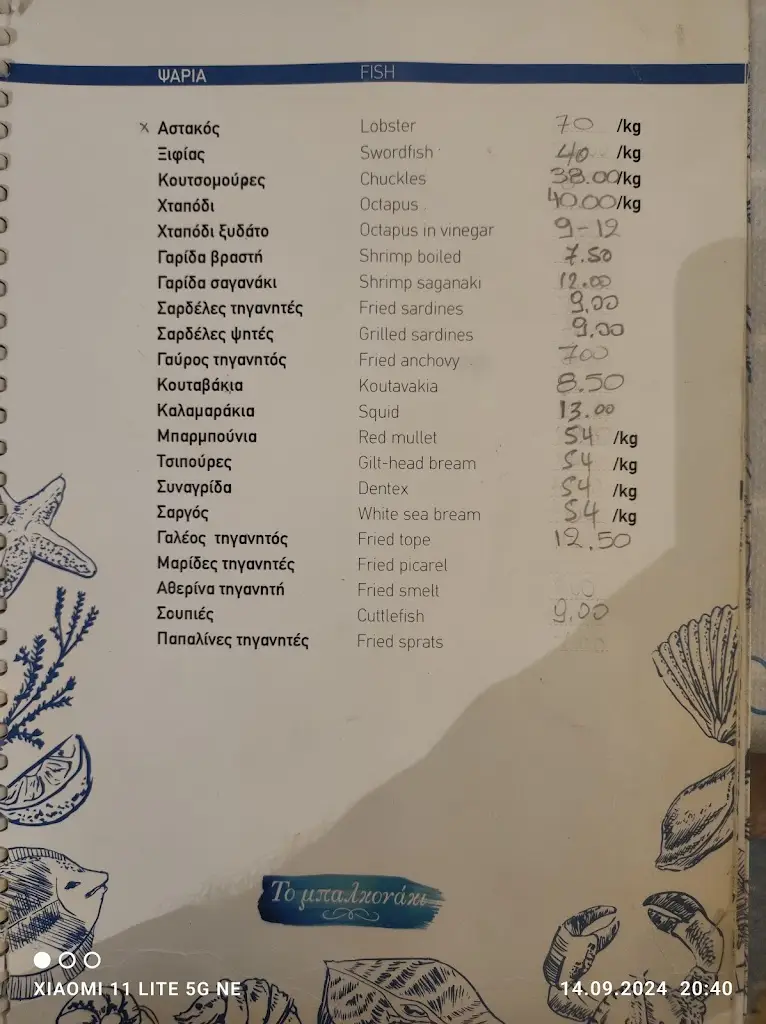 ΨΑΡΙΑ FISH
x Αστακός Lobster 70 /kg
Ξιφίας Swordfish 40 /kg
Κουτσομούρες Chuckles 38.00/kg
Χταπόδι Octapus 40.00/kg
Χταπόδι ξυδάτο Octapus in vinegar 9-12
Γαρίδα βραστή Shrimp boiled 7.50
Γαρίδα σαγανάκι Shrimp saganaki 12.00
Σαρδέλες τηγανητές Fried sardines 9.00
Σαρδέλες ψητές Grilled sardines 9.00
Γαύρος τηγανητός Fried anchovy 700
Κουταβάκια Koutavakia 8.50
Καλαμαράκια Squid 13.00
Μπαρμπούνια Red mullet 54 /kg
Τσιπούρες Gilt-head bream 54 /kg
Συναγρίδα Dentex 54 /kg
Σαργός White sea bream 54 /kg
Γαλέος τηγανητός Fried tope 12.50
Μαρίδες τηγανητές Fried picarel
Αθερίνα τηγανητή Fried smelt
Σουπιές Cuttlefish 9.00
Παπαλίνες τηγανητές Fried sprats
Το μπαλκονάκι
XIAOMI 11 LITE 5G NE 14.09.2024 20:40